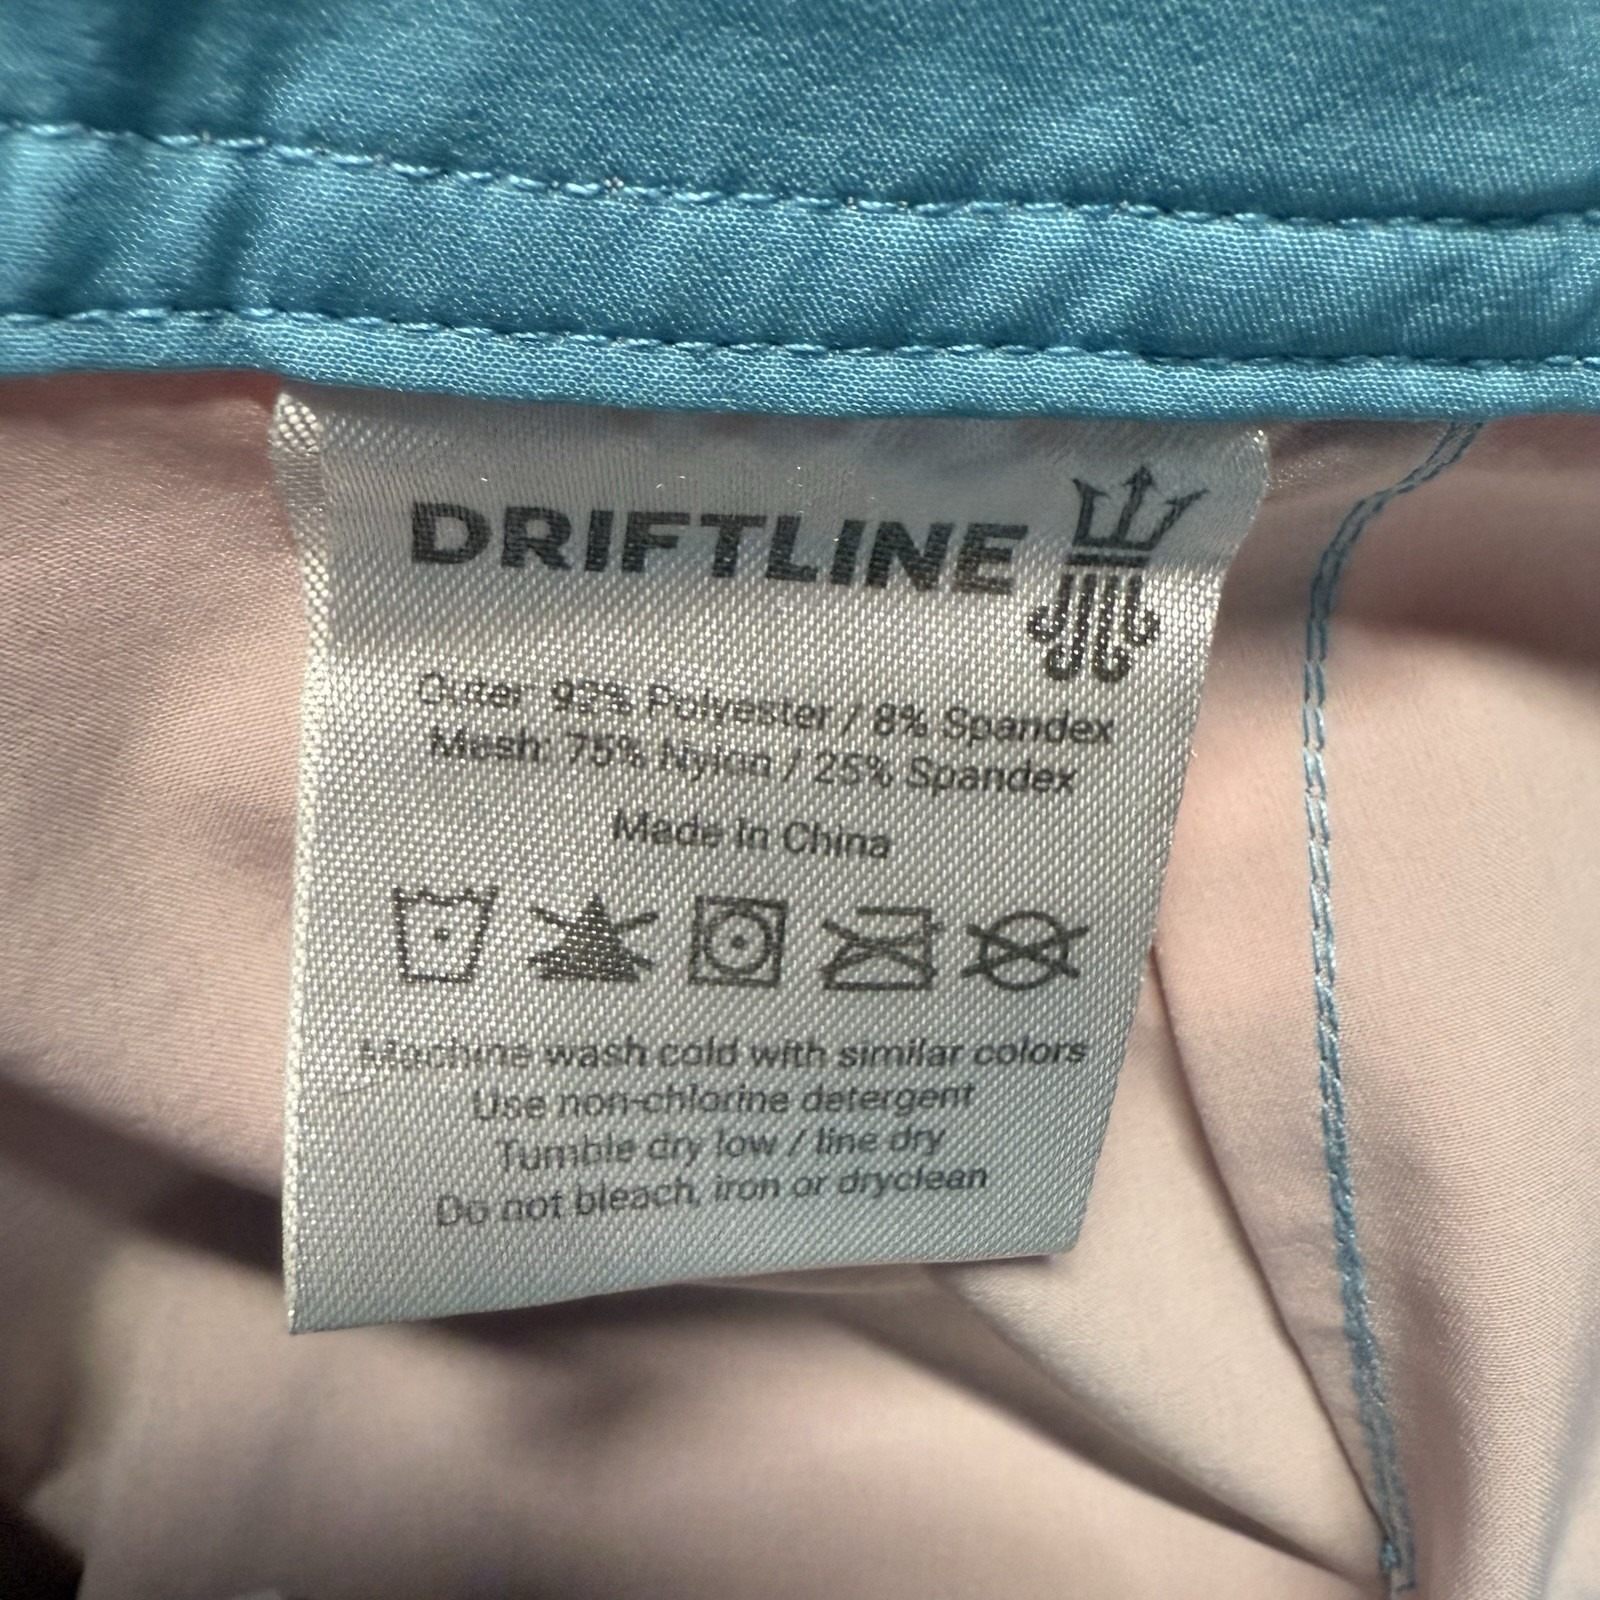 DRIFTLINE
Outer: 92% Polyester / 8% Spandex
Mesh: 75% Nylon / 25% Spandex
Made In China
Machine wash cold with similar colors
Use non-chlorine detergent
Tumble dry low / line dry
Do not bleach, iron or dryclean